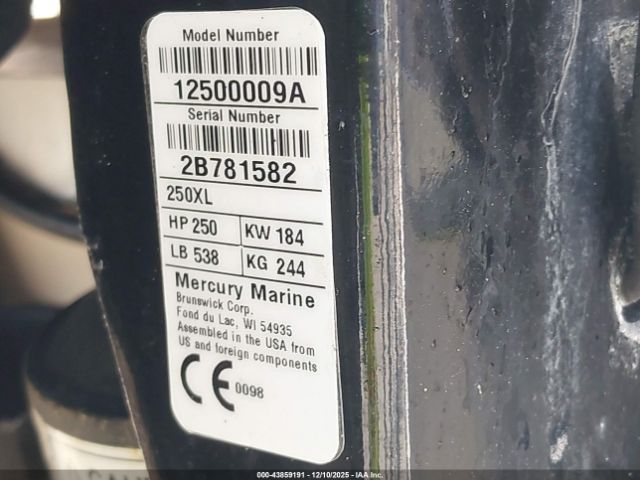 Model Number
12500009A
Serial Number
2B781582
250XL
HP 250 KW 184
LB 538 KG 244
Mercury Marine
Brunswick Corp.
Fond du Lac, WI 54935
Assembled in the USA from
US and foreign components
CE 0098
000-43859191 - 12/10/2025 - IAA Inc.